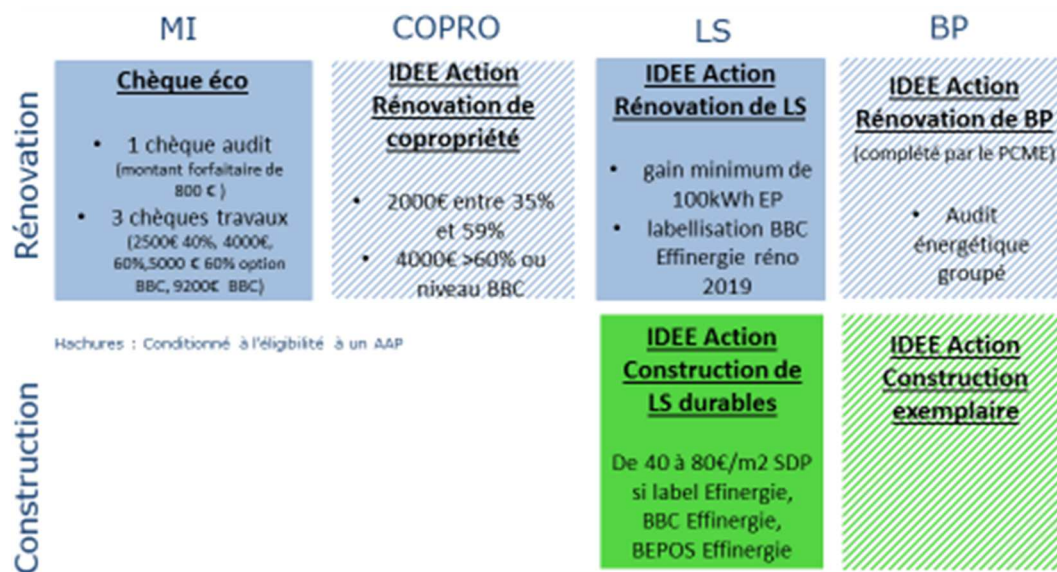 MI
COPRO
LS
BP
Rénovation
Chèque éco
• 1 chèque audit
(montant forfaitaire de
800 € )
• 3 chèques travaux
(2500€ 40%, 4000€,
60%,5000 € 60% option
BBC, 9200€ BBC)
IDEE Action
Rénovation de
copropriété
• 2000€ entre 35%
et 59%
• 4000€ >60% ou
niveau BBC
IDEE Action
Rénovation de LS
• gain minimum de
100kWh EP
• labellisation BBC
Effinergie réno
2019
IDEE Action
Rénovation de BP
(complété par le PCME)
• Audit
énergétique
groupé
Hachures : Conditionné à l'éligibilité à un AAP
Construction
IDEE Action
Construction de
LS durables
De 40 à 80€/m2 SDP
si label Efinergie,
BBC Effinergie,
BEPOS Effinergie
IDEE Action
Construction
exemplaire